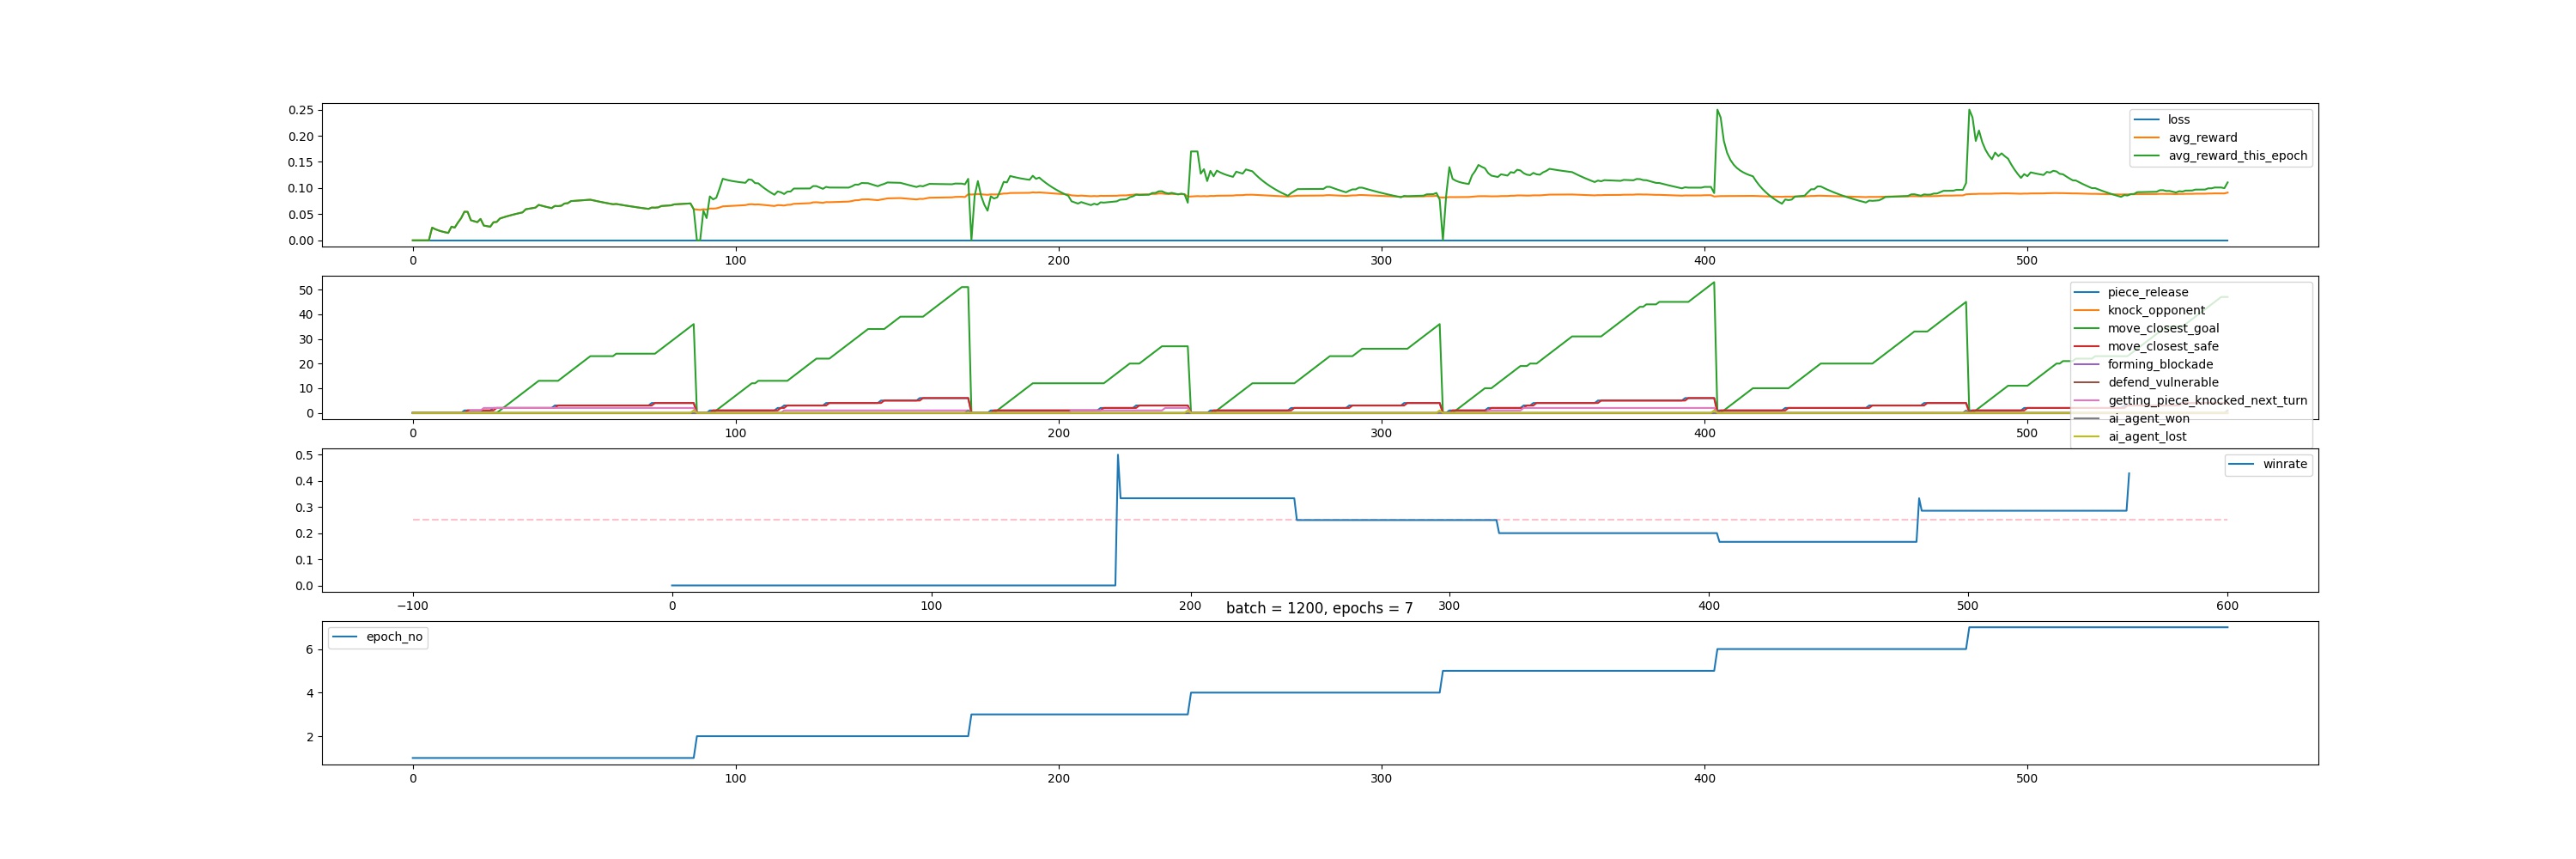 0.25
0.20
0.15
0.10
0.05
0.00
loss
avg_reward
avg_reward_this_epoch
0 100 200 300 400 500
50
40
30
20
10
0
piece_release
knock_opponent
move_closest_goal
move_closest_safe
forming_blockade
defend_vulnerable
getting_piece_knocked_next_turn
ai_agent_won
ai_agent_lost
0 100 200 300 400 500
0.5
0.4
0.3
0.2
0.1
0.0
winrate
−100 0 100 200 300 400 500 600
batch = 1200, epochs = 7
epoch_no
6
4
2
0 100 200 300 400 500